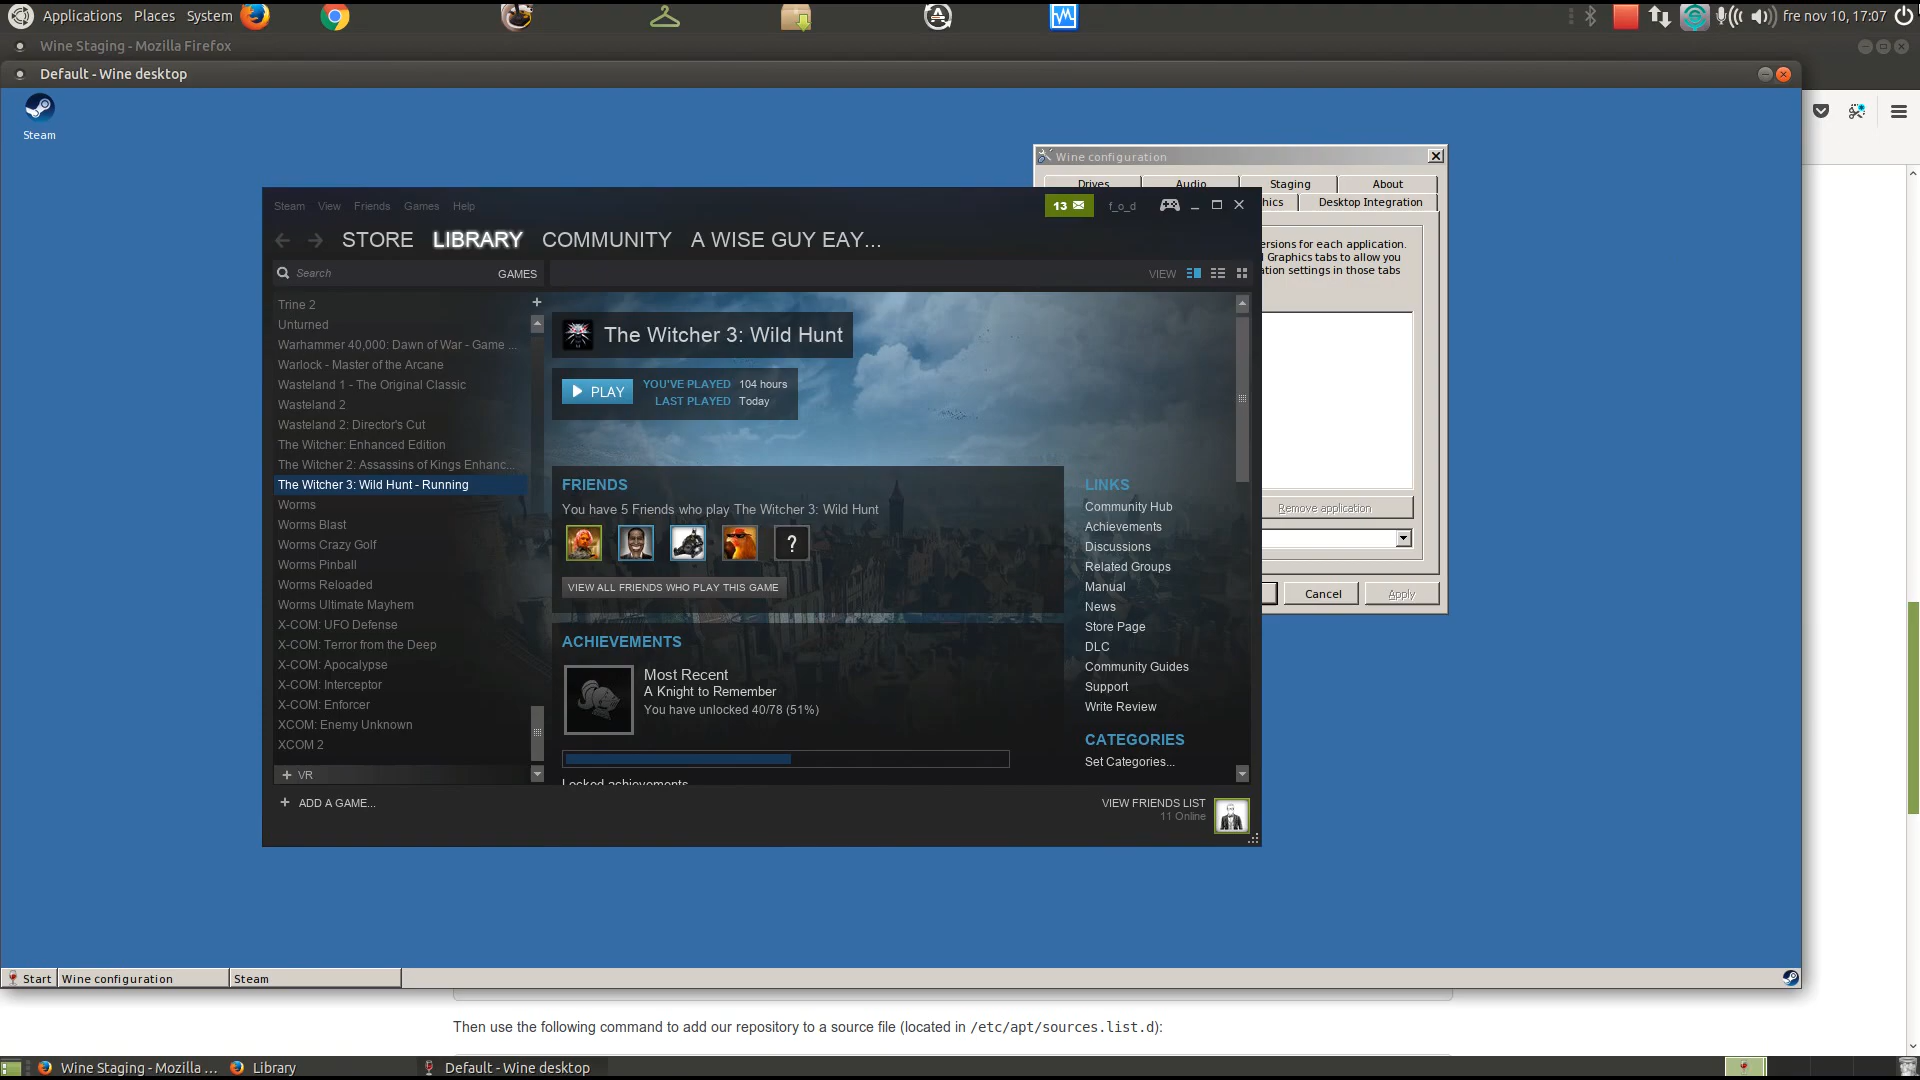 Applications Places System
fre nov 10, 17:07
Wine Staging - Mozilla Firefox
Default - Wine desktop
Steam
Wine configuration
Drives Audio Staging About
hics Desktop Integration
ersions for each application.
Graphics tabs to allow you
ation settings in those tabs
Remove application
Cancel Apply
Steam View Friends Games Help
13 f_o_d
STORE LIBRARY COMMUNITY A WISE GUY EAY...
Search GAMES
VIEW
Trine 2
Unturned
Warhammer 40,000: Dawn of War - Game ...
Warlock - Master of the Arcane
Wasteland 1 - The Original Classic
Wasteland 2
Wasteland 2: Director's Cut
The Witcher: Enhanced Edition
The Witcher 2: Assassins of Kings Enhanc...
The Witcher 3: Wild Hunt - Running
Worms
Worms Blast
Worms Crazy Golf
Worms Pinball
Worms Reloaded
Worms Ultimate Mayhem
X-COM: UFO Defense
X-COM: Terror from the Deep
X-COM: Apocalypse
X-COM: Interceptor
X-COM: Enforcer
XCOM: Enemy Unknown
XCOM 2
+ VR
+ ADD A GAME...
The Witcher 3: Wild Hunt
PLAY
YOU'VE PLAYED 104 hours
LAST PLAYED Today
FRIENDS
You have 5 Friends who play The Witcher 3: Wild Hunt
?
VIEW ALL FRIENDS WHO PLAY THIS GAME
ACHIEVEMENTS
Most Recent
A Knight to Remember
You have unlocked 40/78 (51%)
Locked achievements
LINKS
Community Hub
Achievements
Discussions
Related Groups
Manual
News
Store Page
DLC
Community Guides
Support
Write Review
CATEGORIES
Set Categories...
VIEW FRIENDS LIST
11 Online
Start Wine configuration Steam
Then use the following command to add our repository to a source file (located in /etc/apt/sources.list.d):
Wine Staging - Mozilla ... Library Default - Wine desktop